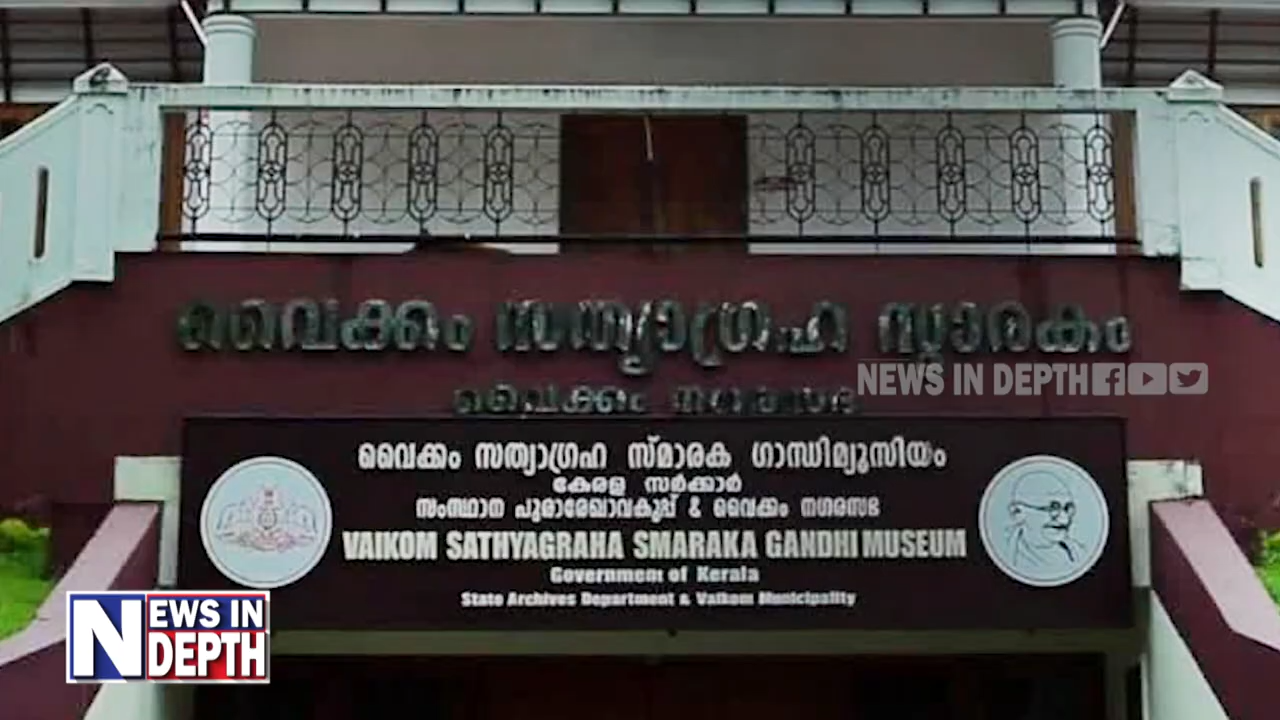 വൈക്കം സത്യാഗ്രഹ സ്മാരകം
വൈക്കം നഗരസഭ
NEWS IN DEPTH
വൈക്കം സത്യാഗ്രഹ സ്മാരക ഗാന്ധിമ്യൂസിയം
കേരള സർക്കാർ
സംസ്ഥാന പുരാരേഖാവകുപ്പ് & വൈക്കം നഗരസഭ
VAIKOM SATHYAGRAHA SMARAKA GANDHI MUSEUM
Government of Kerala
State Archives Department & Vaikom Municipality
NEWS IN
DEPTH